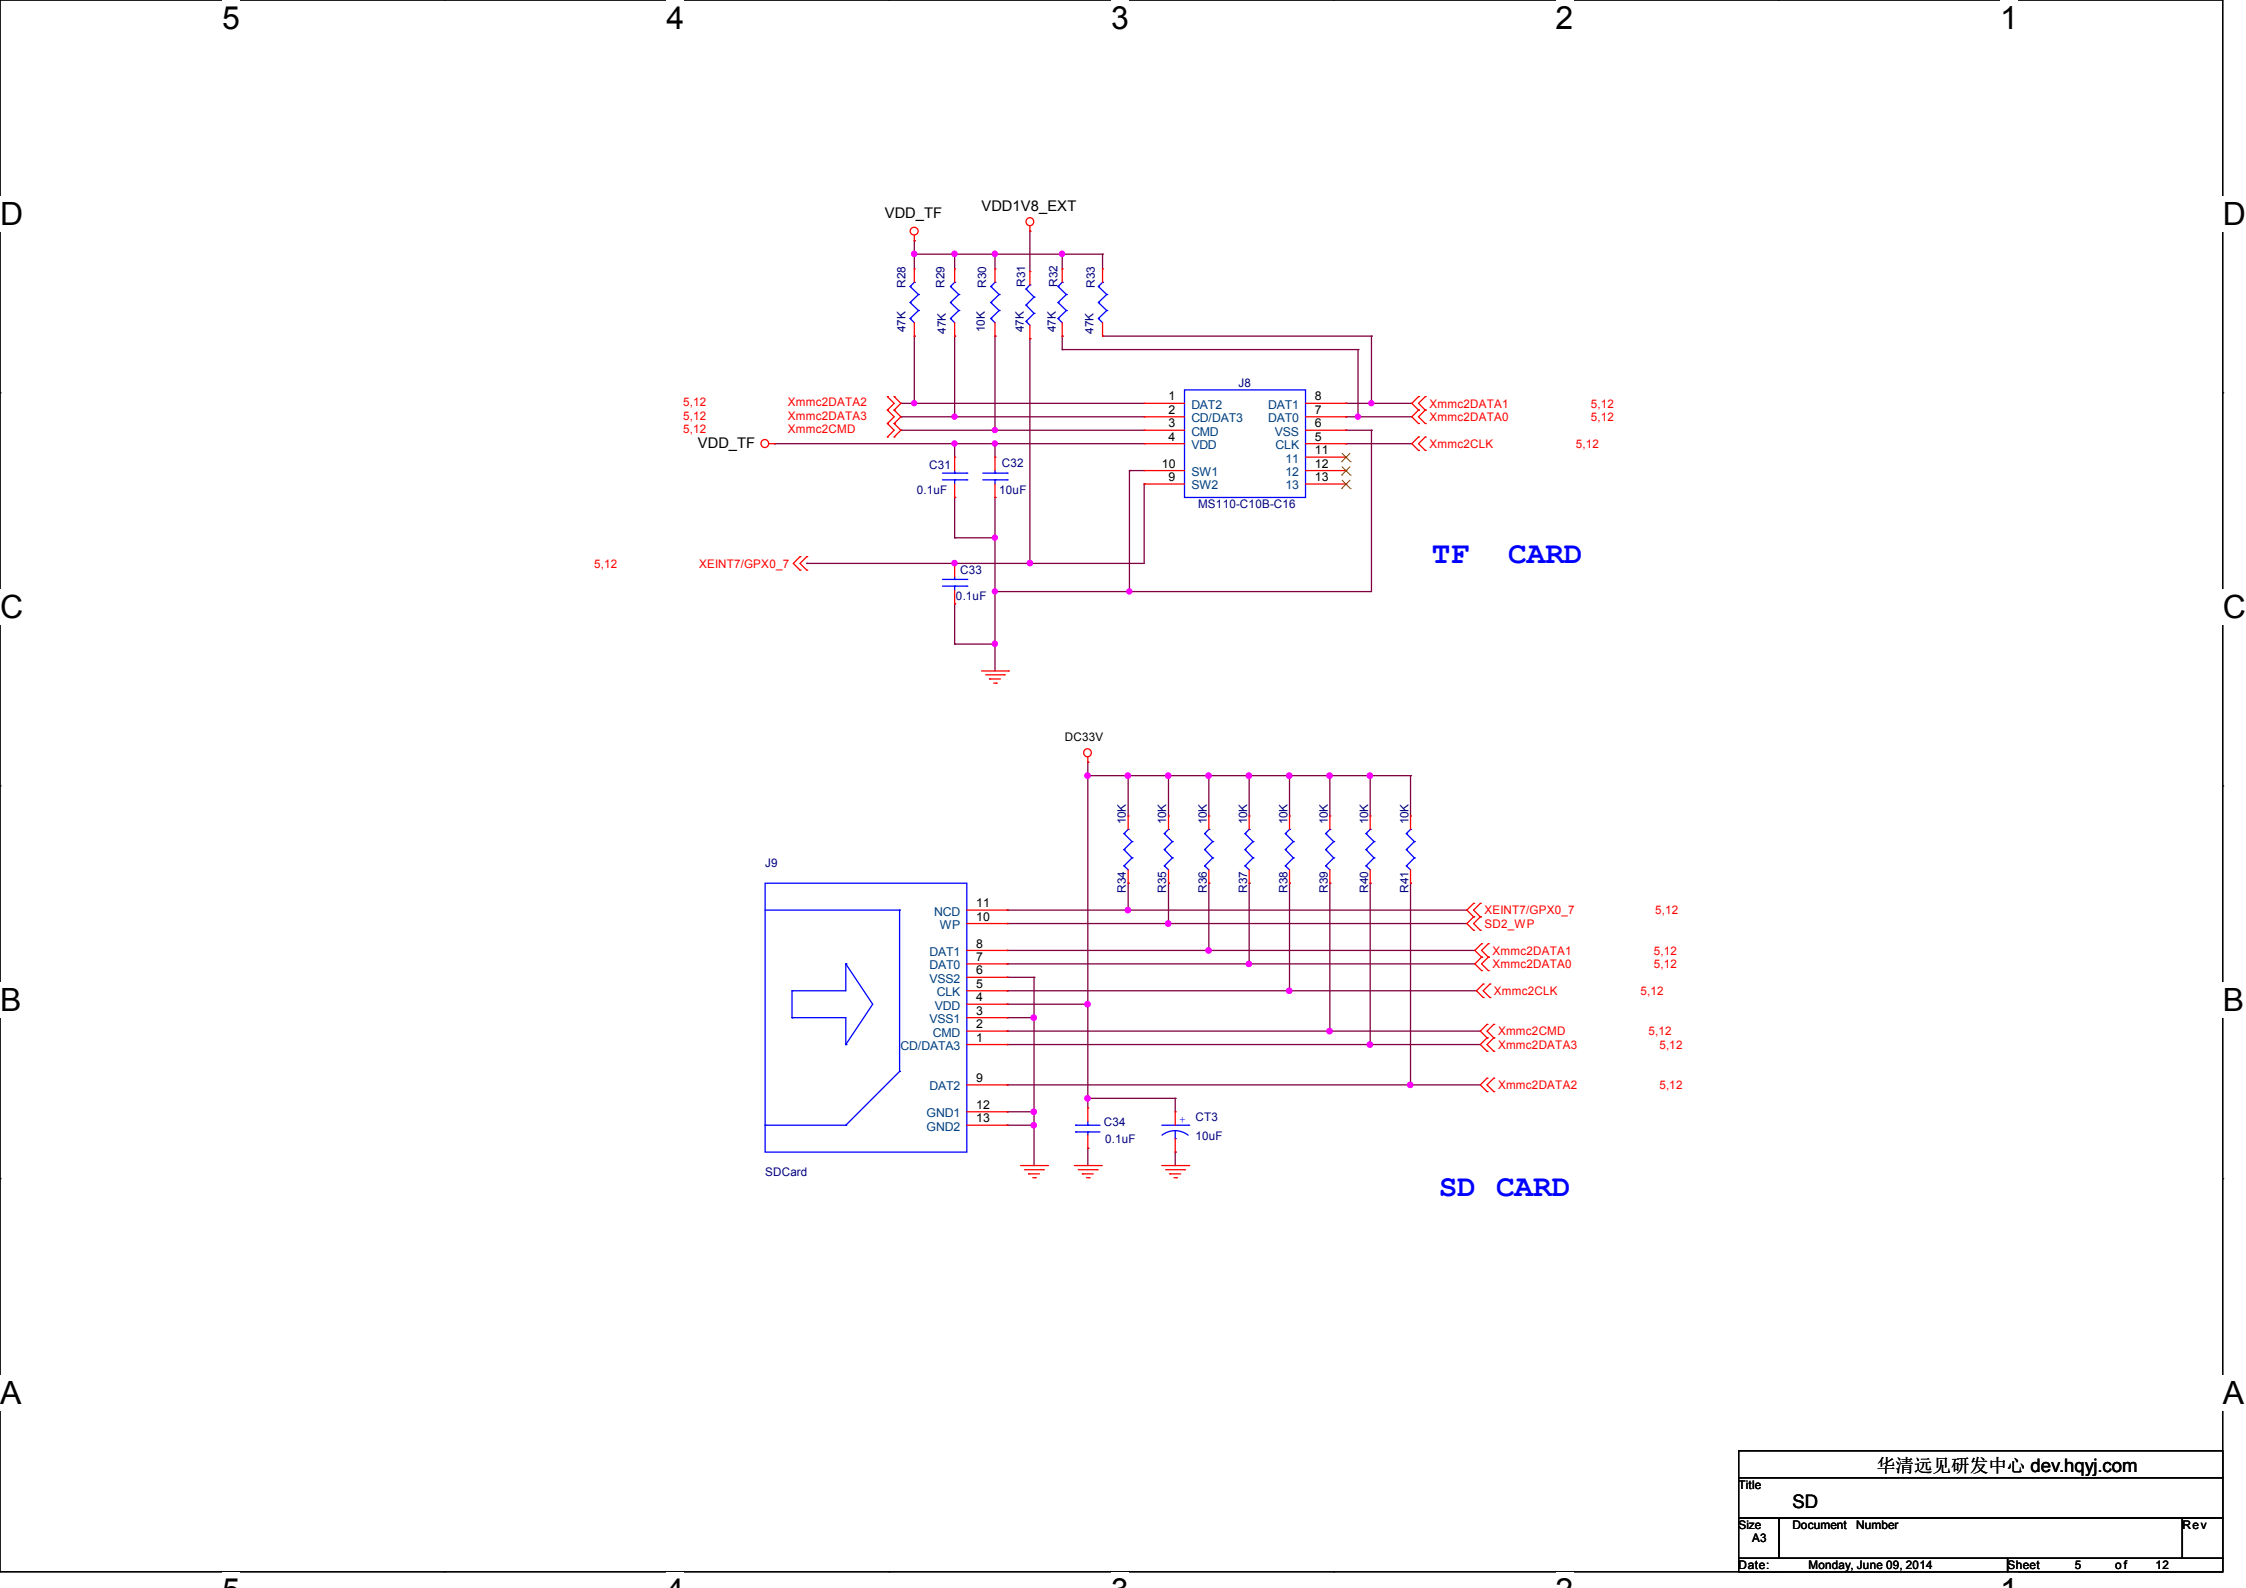 5 4 3 2 1
D D
C C
B B
A A
VDD_TF
VDD1V8_EXT
R28 R29 R30 R31 R32 R33
47K 47K 10K 47K 47K 47K
J8
5,12 Xmmc2DATA2 1 DAT2 DAT1 8 Xmmc2DATA1 5,12
5,12 Xmmc2DATA3 2 CD/DAT3 DAT0 7 Xmmc2DATA0 5,12
5,12 Xmmc2CMD 3 CMD VSS 6
VDD_TF 4 VDD CLK 5 Xmmc2CLK 5,12
11 11
10 SW1 12 12
9 SW2 13 13
MS110-C10B-C16
C31 C32
0.1uF 10uF
TF CARD
5,12 XEINT7/GPX0_7
C33
0.1uF
DC33V
10K 10K 10K 10K 10K 10K 10K 10K
R34 R35 R36 R37 R38 R39 R40 R41
J9
NCD 11 XEINT7/GPX0_7 5,12
WP 10 SD2_WP
DAT1 8 Xmmc2DATA1 5,12
DAT0 7 Xmmc2DATA0 5,12
VSS2 6
CLK 5 Xmmc2CLK 5,12
VDD 4
VSS1 3
CMD 2 Xmmc2CMD 5,12
CD/DATA3 1 Xmmc2DATA3 5,12
DAT2 9 Xmmc2DATA2 5,12
GND1 12
GND2 13
C34
0.1uF
+ CT3
10uF
SDCard
SD CARD
华清远见研发中心 dev.hqyj.com
Title
SD
Size Document Number Rev
A3
Date: Monday, June 09, 2014 Sheet 5 of 12
5 4 3 2 1